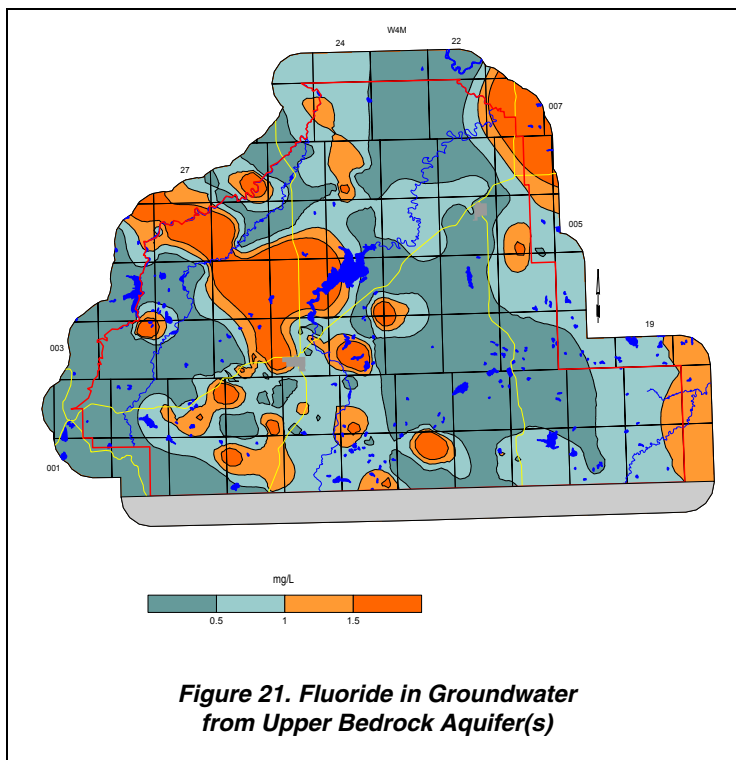 W4M
24
22
007
27
005
19
003
001
mg/L
0.5
1
1.5
Figure 21. Fluoride in Groundwater
from Upper Bedrock Aquifer(s)